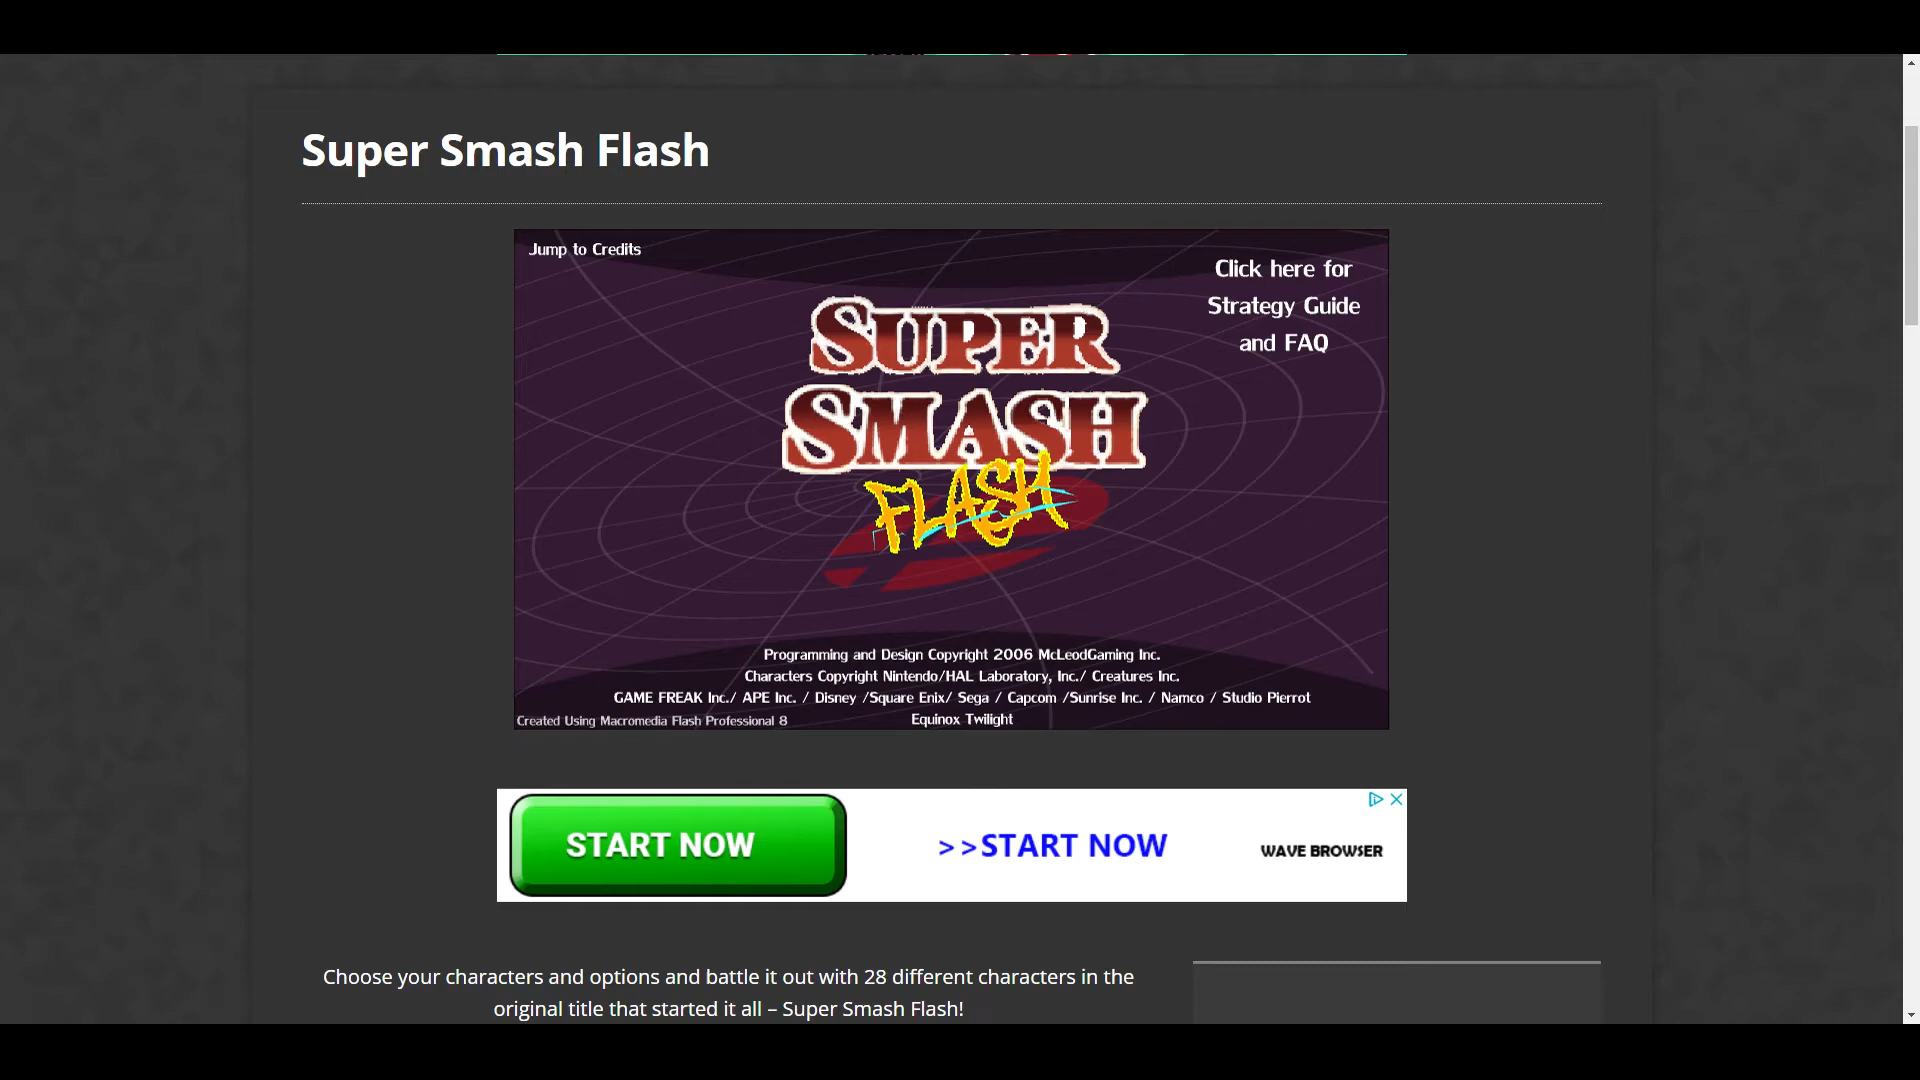 Super Smash Flash
Jump to Credits
Click here for
Strategy Guide
and FAQ
SUPER
SMASH
FLASH
Programming and Design Copyright 2006 McLeodGaming Inc.
Characters Copyright Nintendo/HAL Laboratory, Inc./ Creatures Inc.
GAME FREAK Inc./ APE Inc. / Disney /Square Enix/ Sega / Capcom /Sunrise Inc. / Namco / Studio Pierrot
Created Using Macromedia Flash Professional 8
Equinox Twilight
START NOW
>>START NOW
WAVE BROWSER
Choose your characters and options and battle it out with 28 different characters in the
original title that started it all – Super Smash Flash!